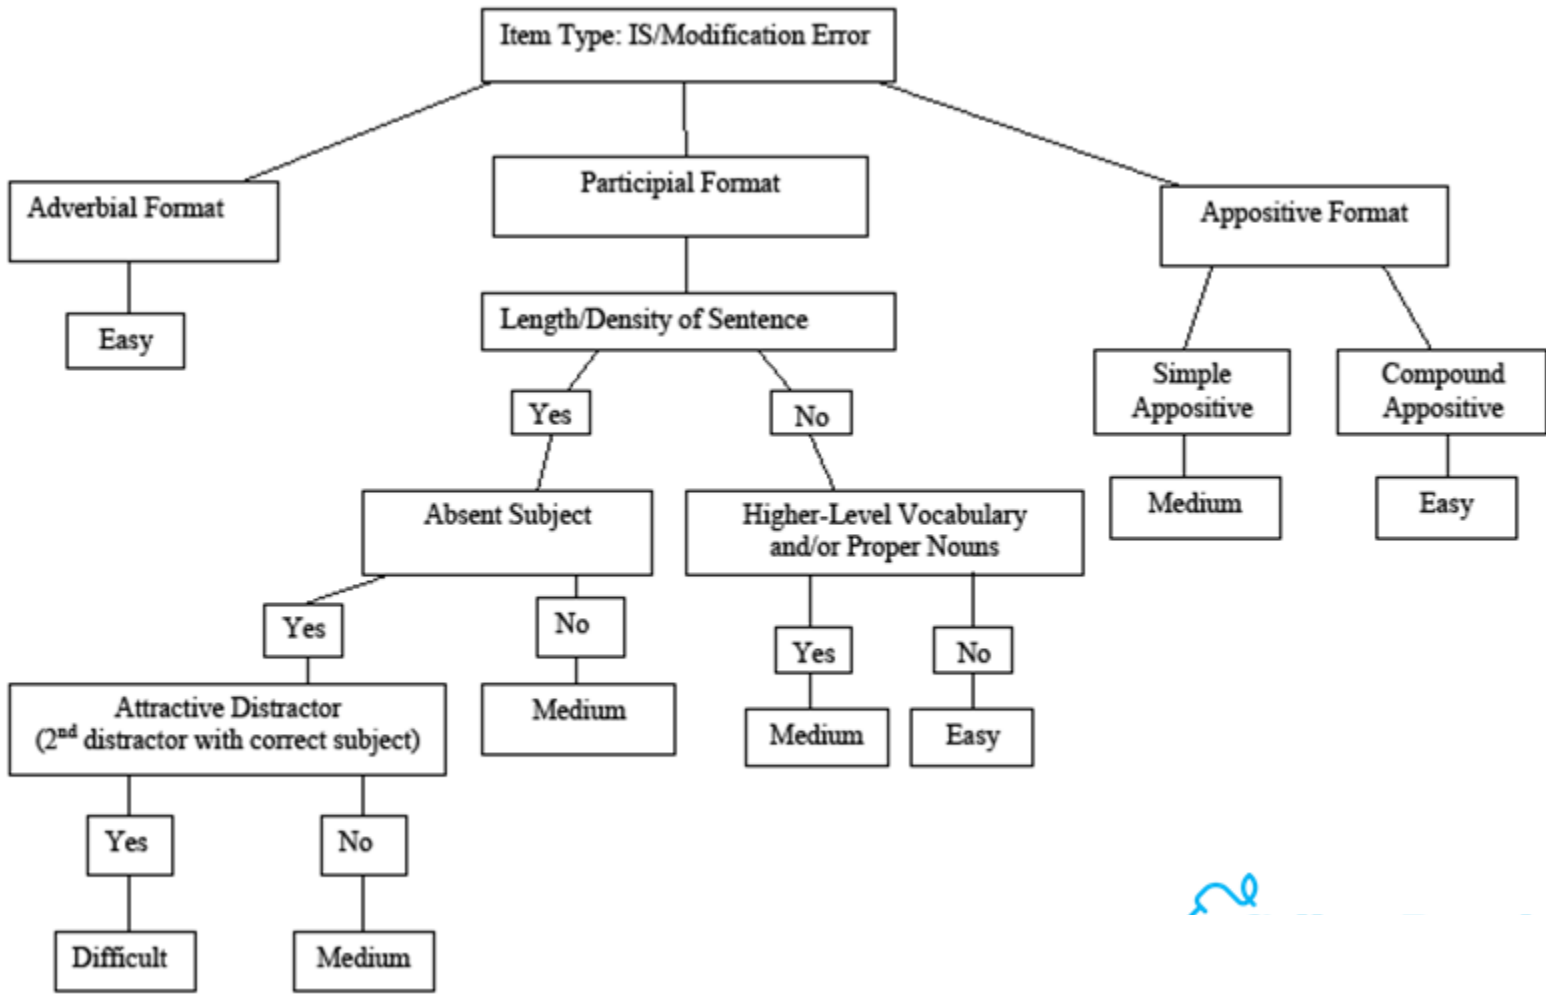 Item Type: IS/Modification Error
Adverbial Format
Participial Format
Appositive Format
Easy
Length/Density of Sentence
Simple
Appositive
Compound
Appositive
Yes
No
Medium
Easy
Absent Subject
Higher-Level Vocabulary
and/or Proper Nouns
Yes
No
Yes
No
Attractive Distractor
(2nd distractor with correct subject)
Medium
Medium
Easy
Yes
No
Difficult
Medium